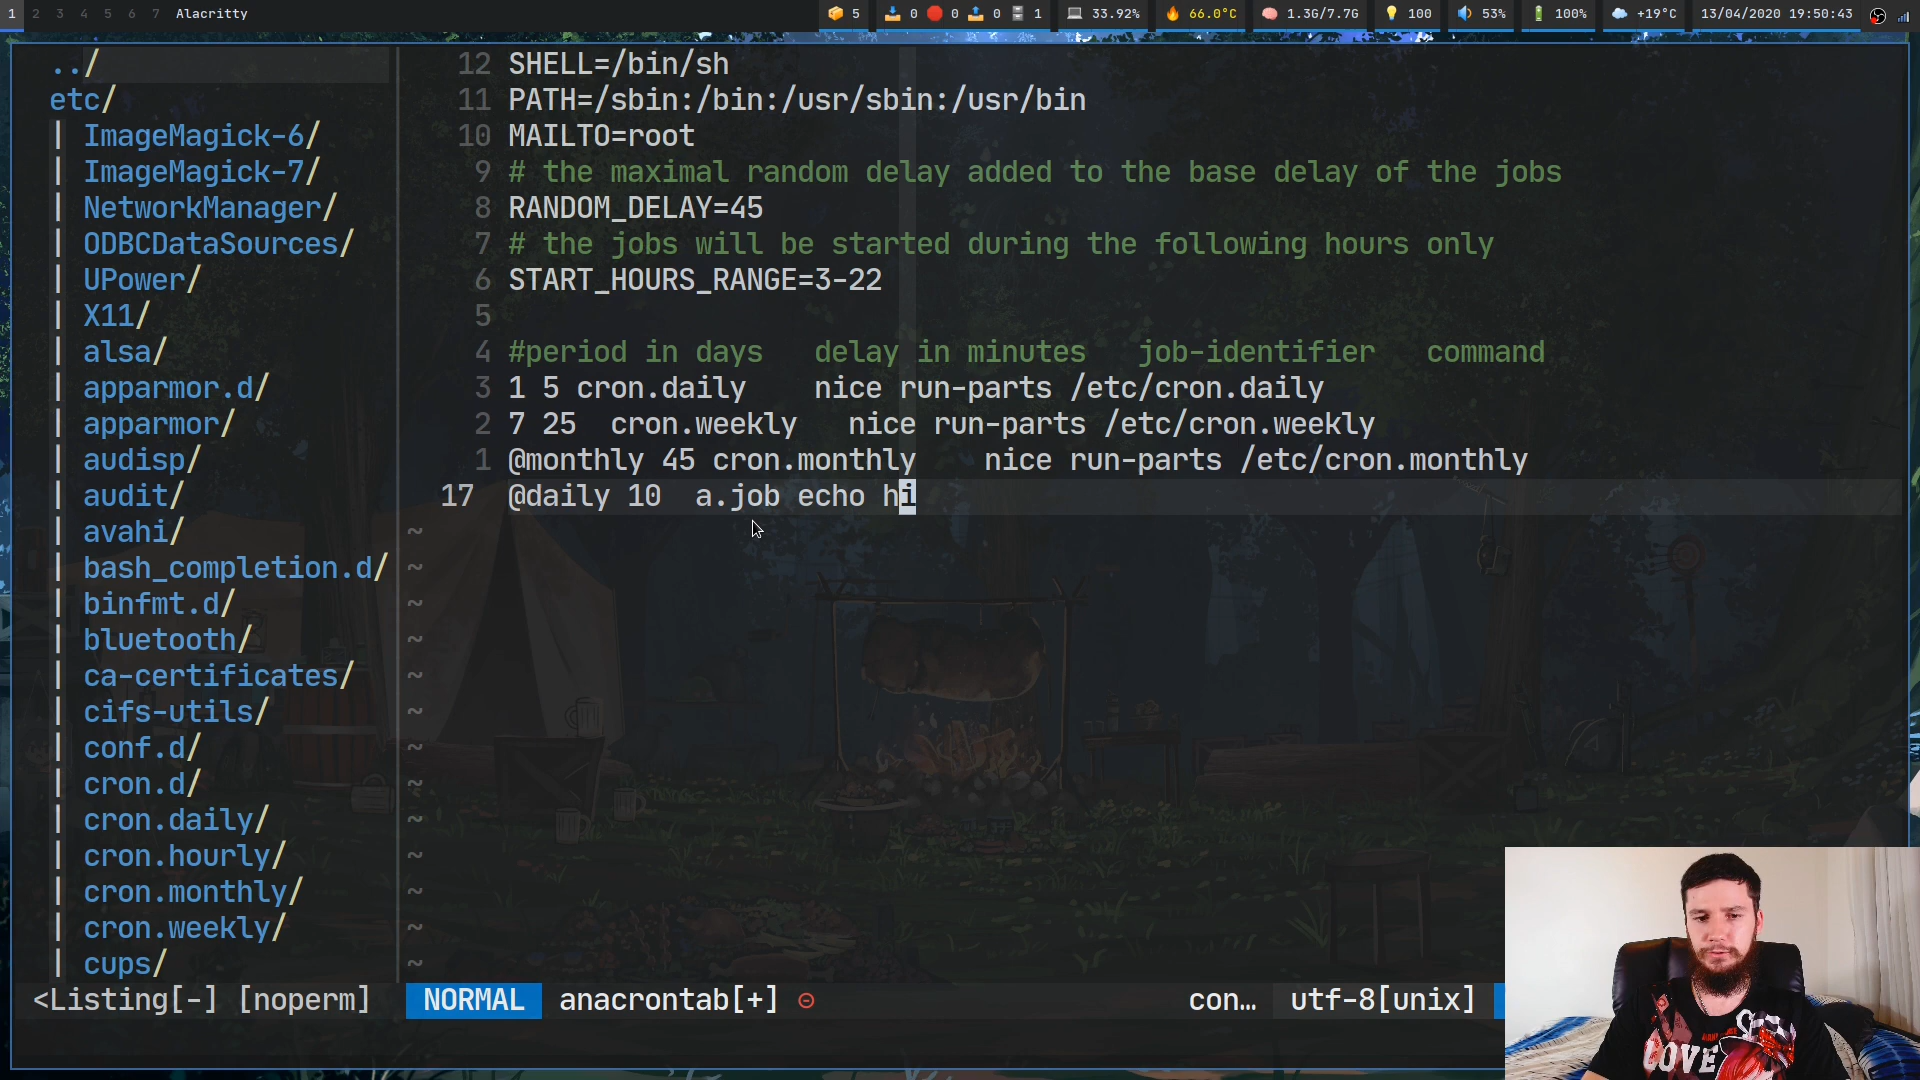 1 2 3 4 5 6 7 Alacritty
5 0 0 0 1 33.92% 66.0°C 1.3G/7.7G 100 53% 100% +19°C 13/04/2020 19:50:43
../
etc/
| ImageMagick-6/
| ImageMagick-7/
| NetworkManager/
| ODBCDataSources/
| UPower/
| X11/
| alsa/
| apparmor.d/
| apparmor/
| audisp/
| audit/
| avahi/
| bash_completion.d/
| binfmt.d/
| bluetooth/
| ca-certificates/
| cifs-utils/
| conf.d/
| cron.d/
| cron.daily/
| cron.hourly/
| cron.monthly/
| cron.weekly/
| cups/
<Listing[-] [noperm]
12 SHELL=/bin/sh
11 PATH=/sbin:/bin:/usr/sbin:/usr/bin
10 MAILTO=root
9 # the maximal random delay added to the base delay of the jobs
8 RANDOM_DELAY=45
7 # the jobs will be started during the following hours only
6 START_HOURS_RANGE=3-22
5
4 #period in days   delay in minutes   job-identifier   command
3 1 5 cron.daily    nice run-parts /etc/cron.daily
2 7 25  cron.weekly   nice run-parts /etc/cron.weekly
1 @monthly 45 cron.monthly    nice run-parts /etc/cron.monthly
17 @daily 10  a.job echo hi
~
~
~
~
~
~
~
~
~
~
~
~
~
NORMAL anacrontab[+] con… utf-8[unix]
LOVE